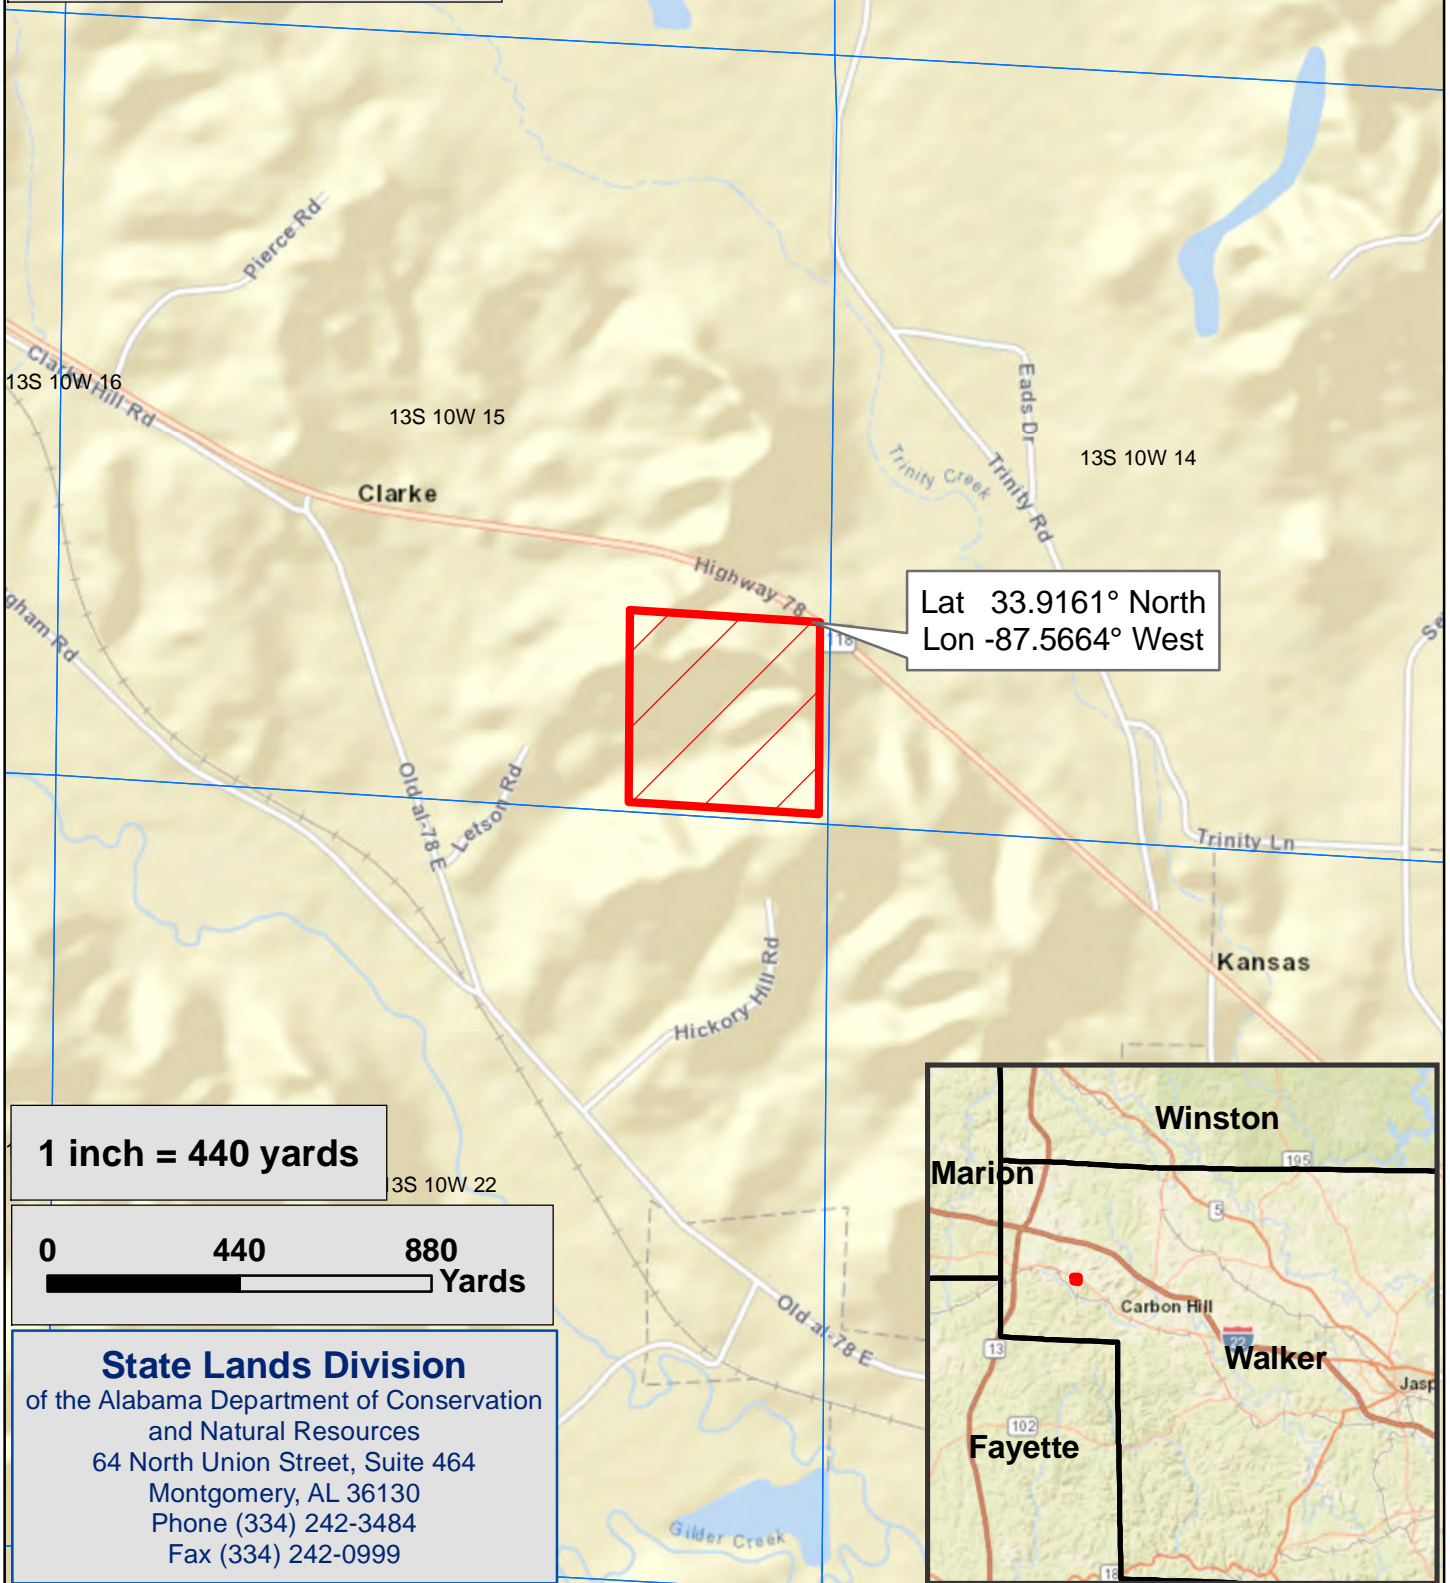 Pierce Rd
Clarke Hill Rd
13S 10W 16
13S 10W 15
Clarke
Eads Dr
13S 10W 14
Trinity Creek
Trinity Rd
Highway 78
118
Lat 33.9161° North
Lon -87.5664° West
Old al-78 E
Letson Rd
Trinity Ln
Kansas
Hickory Hill Rd
1 inch = 440 yards
13S 10W 22
0 440 880
Yards
Old al-78 E
Gilder Creek
State Lands Division
of the Alabama Department of Conservation
and Natural Resources
64 North Union Street, Suite 464
Montgomery, AL 36130
Phone (334) 242-3484
Fax (334) 242-0999
Winston
195
Marion
5
Carbon Hill
22
Walker
13
Jasp
102
Fayette
18